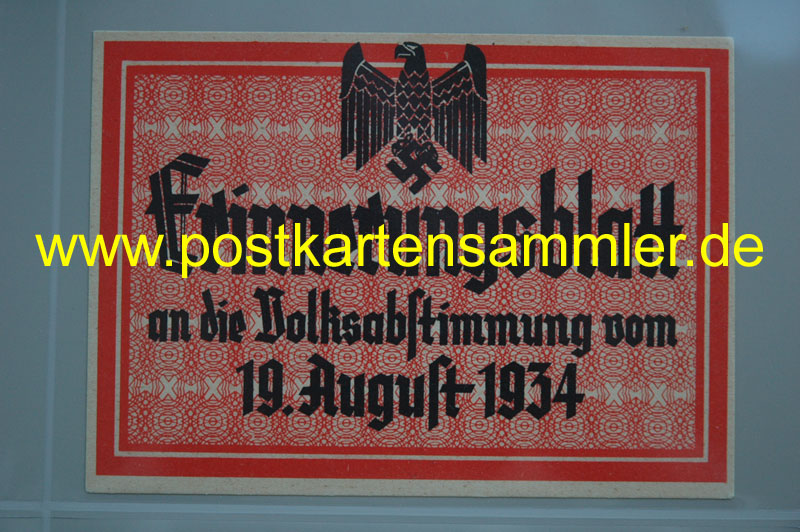 Erinnerungsblatt
www.postkartensammler.de
an die Volksabstimmung vom
19. August 1934